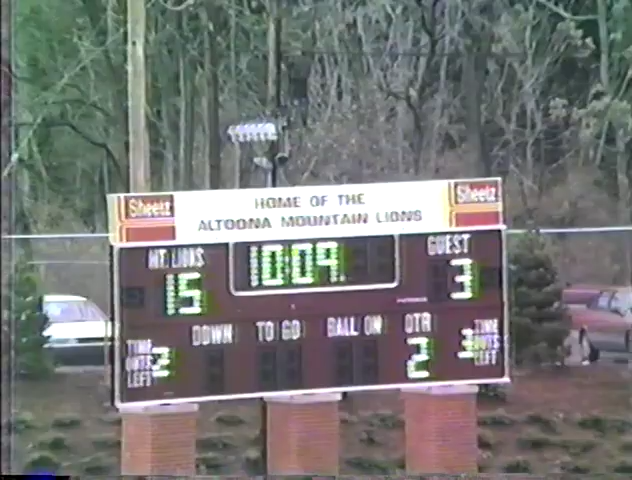 Sheetz HOME OF THE Sheetz
ALTOONA MOUNTAIN LIONS
MT. LIONS 10:09 GUEST
15 3
DOWN TO GO BALL ON QTR
TIME OUTS LEFT 2 2 3 TIME OUTS LEFT